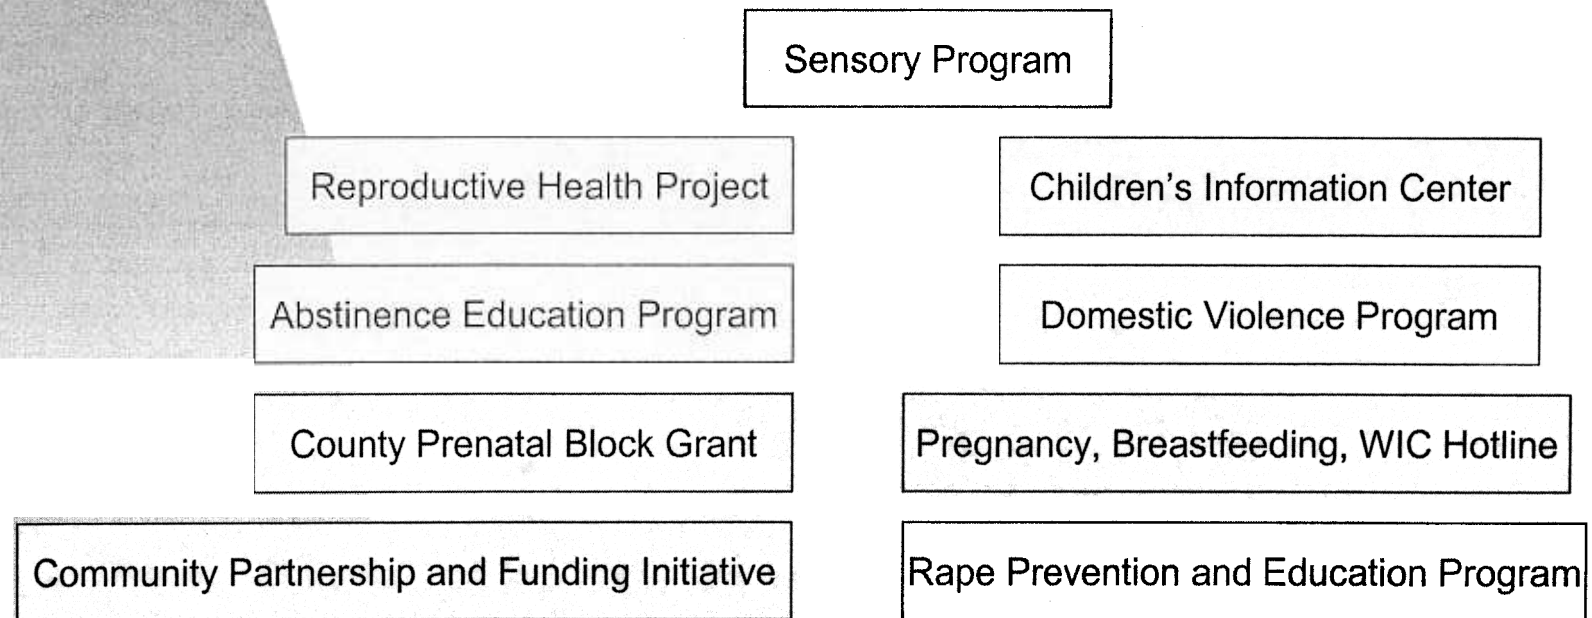 Sensory Program
Reproductive Health Project
Children's Information Center
Abstinence Education Program
Domestic Violence Program
County Prenatal Block Grant
Pregnancy, Breastfeeding, WIC Hotline
Community Partnership and Funding Initiative
Rape Prevention and Education Program